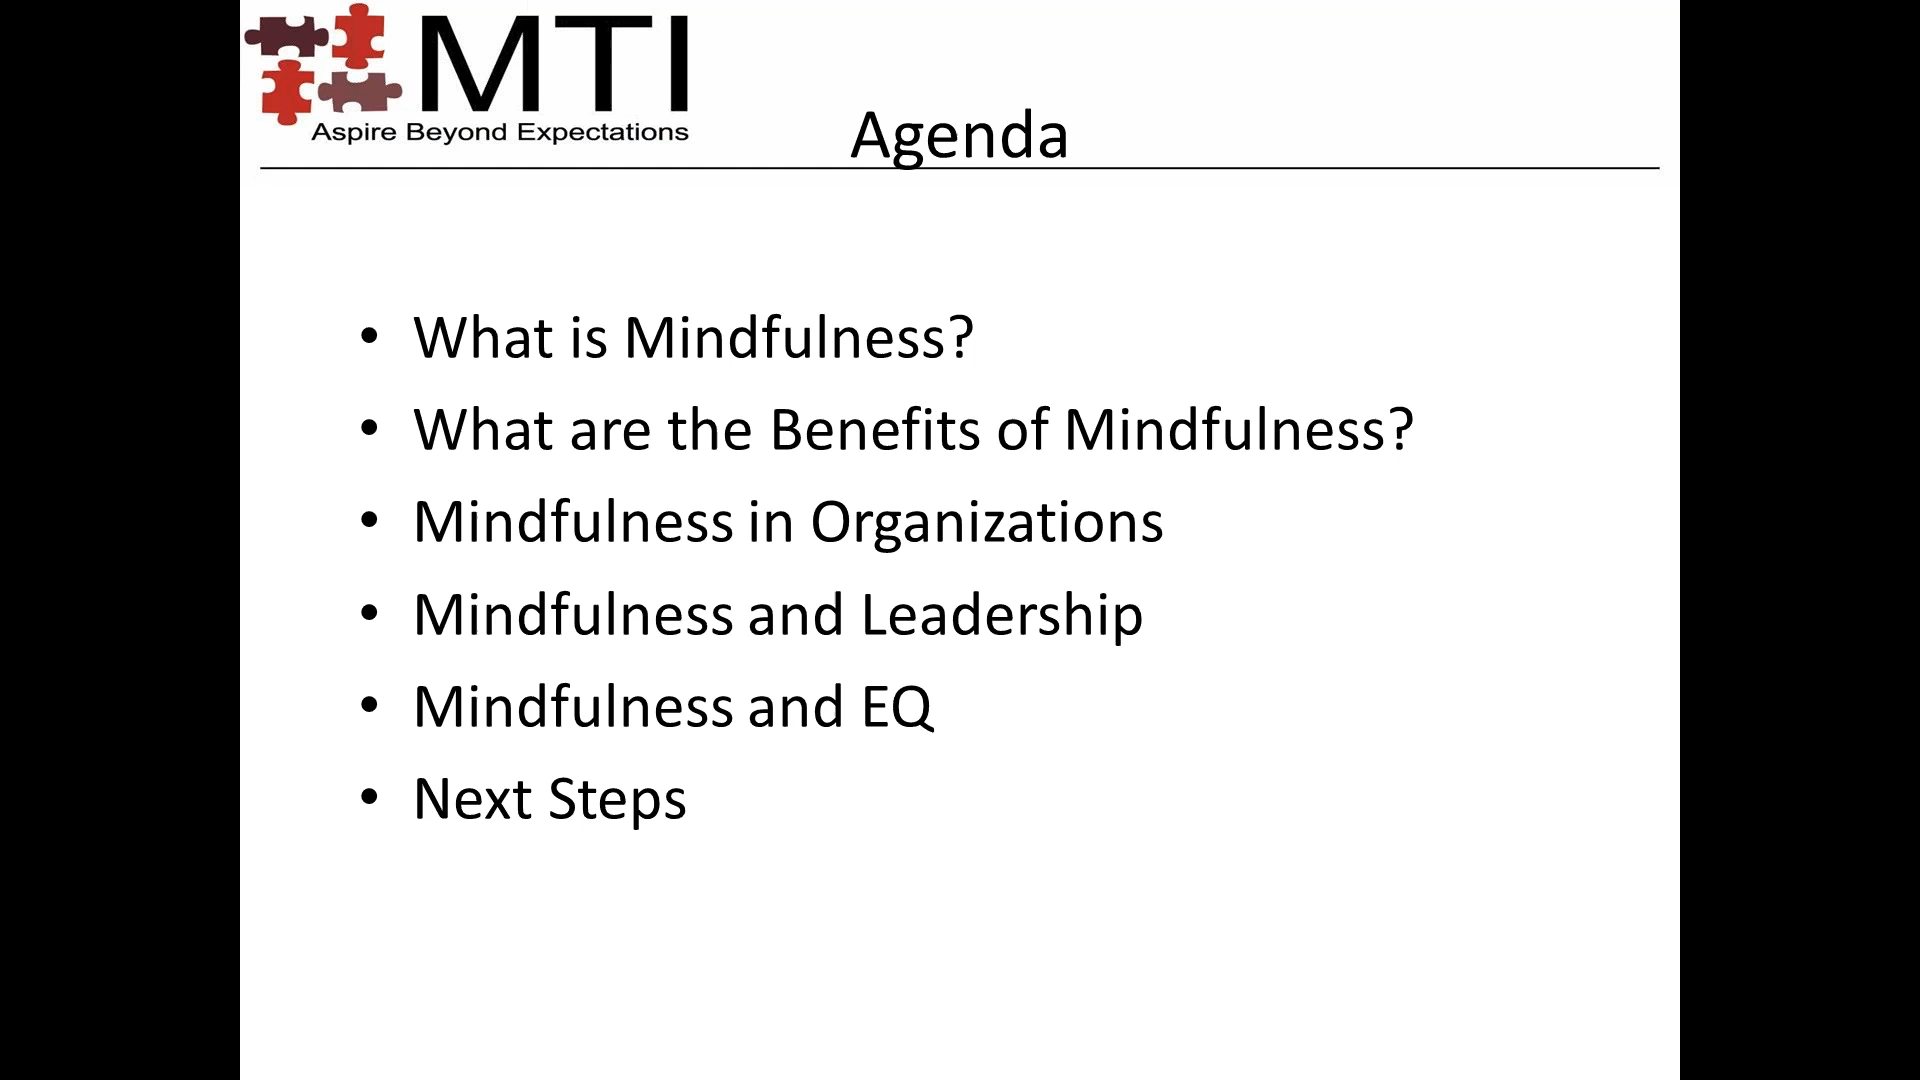 MTI
Aspire Beyond Expectations
Agenda
• What is Mindfulness?
• What are the Benefits of Mindfulness?
• Mindfulness in Organizations
• Mindfulness and Leadership
• Mindfulness and EQ
• Next Steps